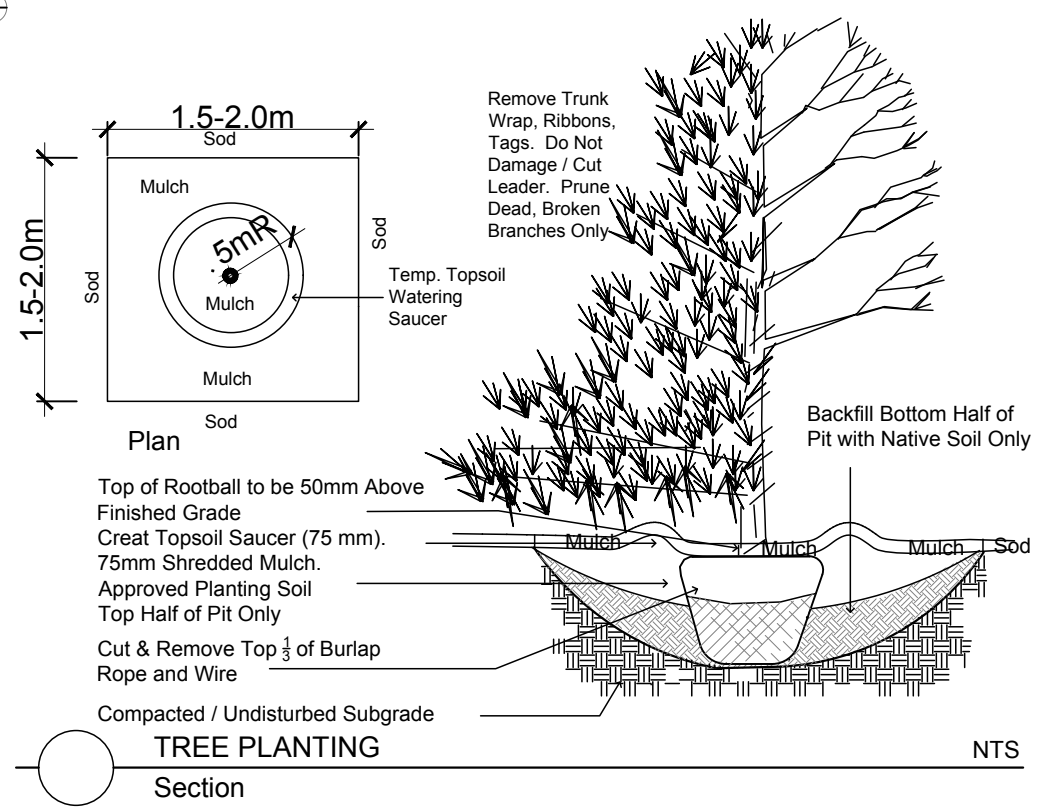 1.5-2.0m
Sod
Mulch
.5mR
Sod
1.5-2.0m
Sod
Mulch
Mulch
Sod
Plan
Temp. Topsoil
Watering
Saucer
Remove Trunk
Wrap, Ribbons,
Tags. Do Not
Damage / Cut
Leader. Prune
Dead, Broken
Branches Only
Backfill Bottom Half of
Pit with Native Soil Only
Top of Rootball to be 50mm Above
Finished Grade
Creat Topsoil Saucer (75 mm).
75mm Shredded Mulch.
Approved Planting Soil
Top Half of Pit Only
Cut & Remove Top 1/3 of Burlap
Rope and Wire
Compacted / Undisturbed Subgrade
Mulch
Mulch
Mulch
Sod
TREE PLANTING
NTS
Section